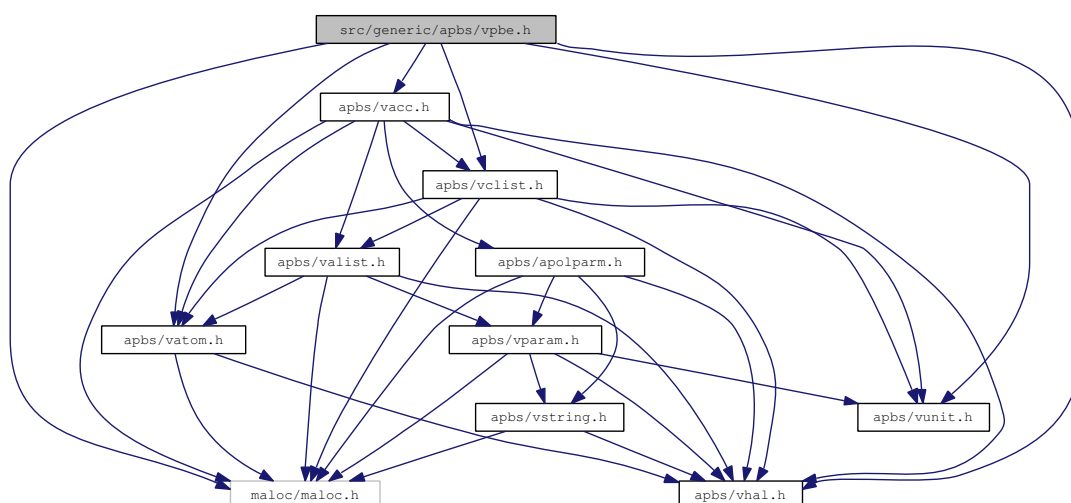 src/generic/apbs/vpbe.h
apbs/vacc.h
apbs/vclist.h
apbs/valist.h
apbs/apolparm.h
apbs/vatom.h
apbs/vparam.h
apbs/vstring.h
apbs/vunit.h
maloc/maloc.h
apbs/vhal.h